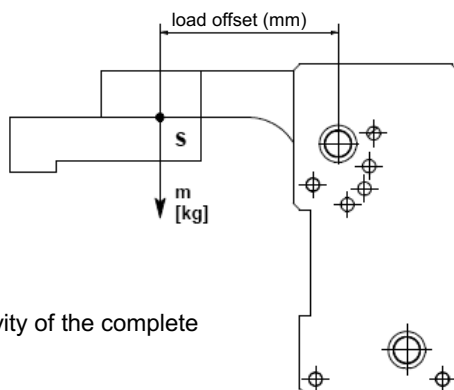 load offset (mm)
S
m
[kg]
vity of the complete